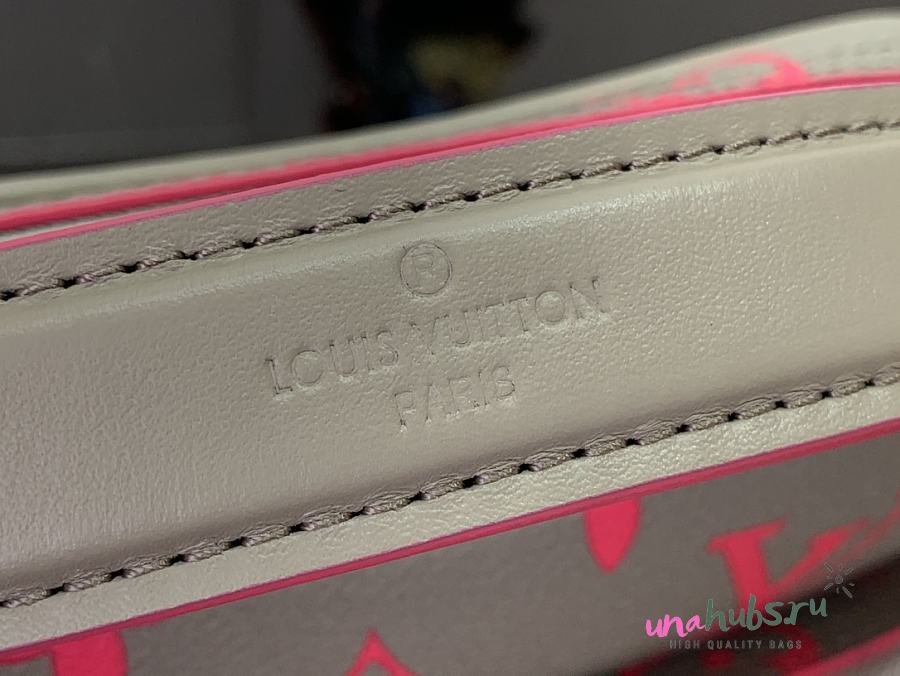 ®
LOUIS VUITTON
PARIS
unahubs.ru
HIGH QUALITY BAGS